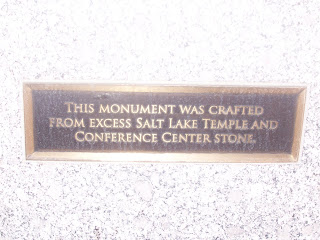 THIS MONUMENT WAS CRAFTED
FROM EXCESS SALT LAKE TEMPLE AND
CONFERENCE CENTER STONE.